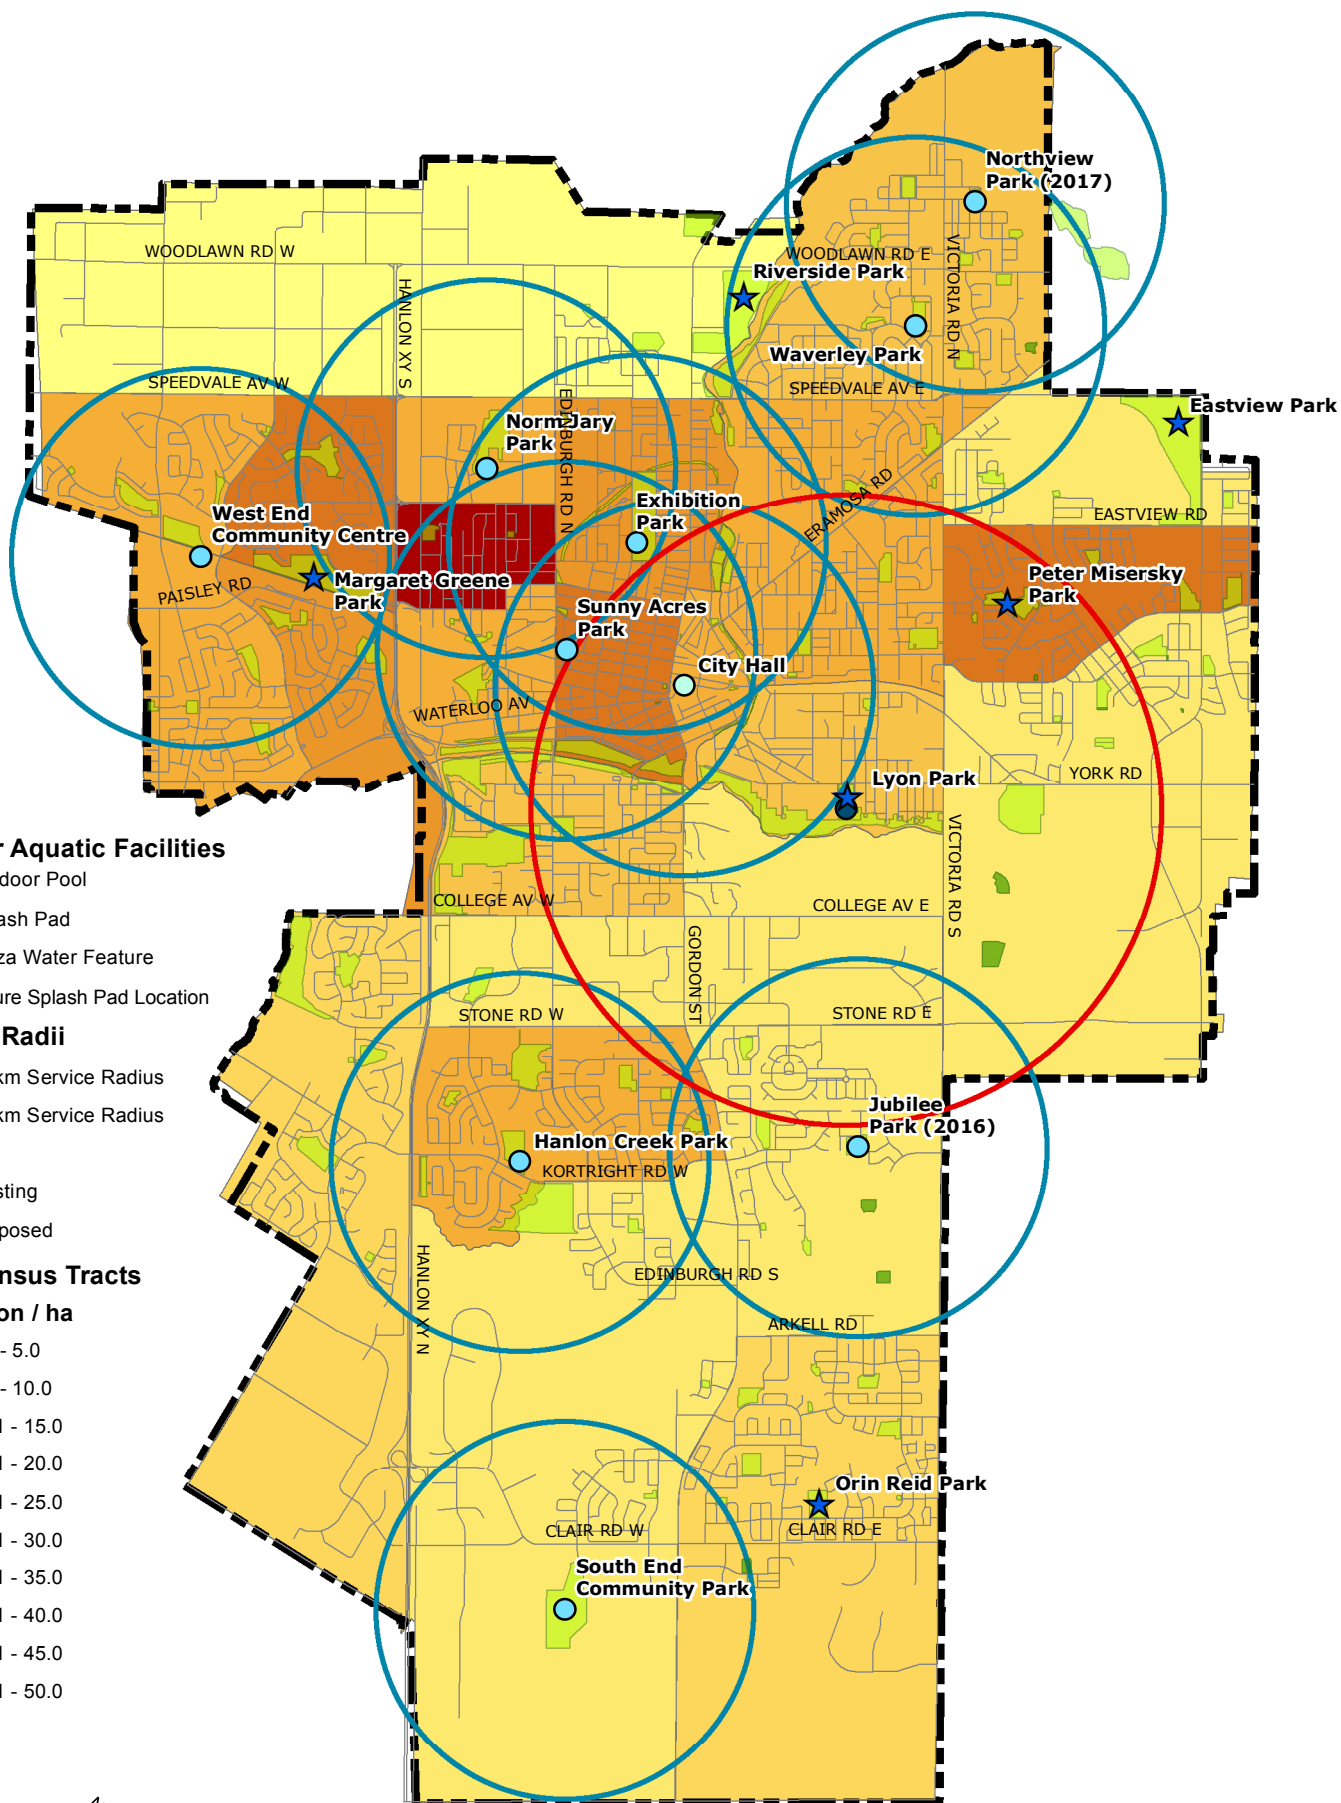 Northview
Park (2017)
WOODLAWN RD W
WOODLAWN RD E
VICTORIA RD N
Riverside Park
HANLON XY S
Waverley Park
SPEEDVALE AV W
SPEEDVALE AV E
EDINBURGH RD N
Eastview Park
Norm Jary
Park
ERAMOSA RD
Exhibition
Park
West End
Community Centre
EASTVIEW RD
PAISLEY RD
Margaret Greene
Park
Peter Misersky
Park
Sunny Acres
Park
City Hall
WATERLOO AV
YORK RD
Lyon Park
VICTORIA RD S
r Aquatic Facilities
door Pool
ash Pad
za Water Feature
ure Splash Pad Location
Radii
km Service Radius
km Service Radius
sting
posed
nsus Tracts
on / ha
- 5.0
- 10.0
- 15.0
- 20.0
- 25.0
- 30.0
- 35.0
- 40.0
- 45.0
- 50.0
COLLEGE AV W
COLLEGE AV E
GORDON ST
STONE RD W
STONE RD E
Jubilee
Park (2016)
Hanlon Creek Park
KORTRIGHT RD W
HANLON XY N
EDINBURGH RD S
ARKELL RD
Orin Reid Park
CLAIR RD W
CLAIR RD E
South End
Community Park